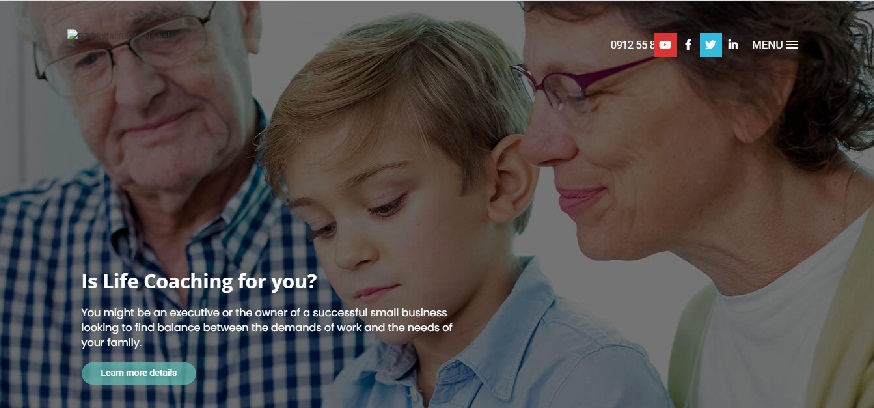 0912 55 8
MENU
Is Life Coaching for you?
You might be an executive or the owner of a successful small business
looking to find balance between the demands of work and the needs of
your family.
Learn more details